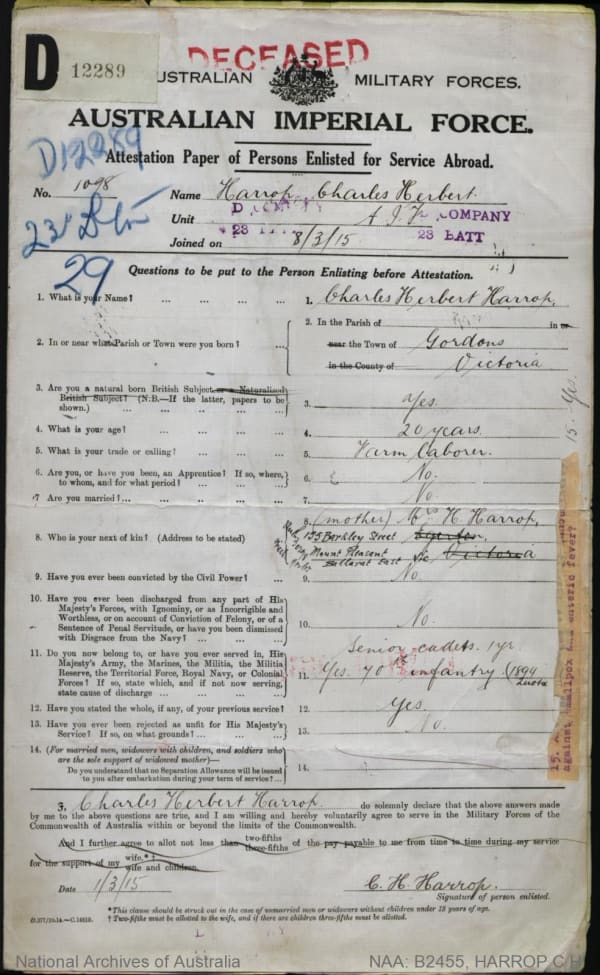 DECEASED
D 12289
AUSTRALIAN MILITARY FORCES.
AUSTRALIAN IMPERIAL FORCE.
D12289
Attestation Paper of Persons Enlisted for Service Abroad.
No. 1098 Name Harrop, Charles Herbert
Unit D COMPANY A.I.F. COMPANY
23 23 BATT
Joined on 8/3/15
29
Questions to be put to the Person Enlisting before Attestation.
1. What is your Name? ... ... ... ... 1. Charles Herbert Harrop.
2. In or near what Parish or Town were you born? ... 2. In the Parish of in or
near the Town of Gordons
in the County of Victoria
3. Are you a natural born British Subject or a Naturalised
British Subject? (N.B.—If the latter, papers to be
shown.) ... ... ... ... 3. Yes.
4. What is your age? ... ... ... ... 4. 20 years.
5. What is your trade or calling? ... ... ... 5. Farm Laborer.
6. Are you, or have you been, an Apprentice? If so, where,
to whom, and for what period? ... ... ... 6. No.
7. Are you married?... ... ... ... 7. No
8. Who is your next of kin? (Address to be stated) 8. (mother) Mrs H Harrop,
135 Barkley Street Egerton,
Mount Pleasant
Ballarat East Vic Victoria
9. Have you ever been convicted by the Civil Power? ... 9. No.
10. Have you ever been discharged from any part of His
Majesty's Forces, with Ignominy, or as Incorrigible and
Worthless, or on account of Conviction of Felony, or of a
Sentence of Penal Servitude, or have you been dismissed
with Disgrace from the Navy? ... ... 10. No.
11. Do you now belong to, or have you ever served in, His
Majesty's Army, the Marines, the Militia, the Militia
Reserve, the Territorial Force, Royal Navy, or Colonial
Forces? If so, state which, and if not now serving,
state cause of discharge ... ... ... 11. Senior cadets. 1 yr
Yes. 70th infantry (1894
Quota
12. Have you stated the whole, if any, of your previous service? 12. Yes.
13. Have you ever been rejected as unfit for His Majesty's
Service? If so, on what grounds? ... ... ... 13. No.
14. (For married men, widowers with children, and soldiers who
are the sole support of widowed mother)—
Do you understand that no Separation Allowance will be issued
to you after embarkation during your term of service? ... 14.
15. Yes.
against smallpox and enteric fever?
3, Charles Herbert Harrop. do solemnly declare that the above answers made
by me to the above questions are true, and I am willing and hereby voluntarily agree to serve in the Military Forces of the
Commonwealth of Australia within or beyond the limits of the Commonwealth.
And I further agree to allot not less than two-fifths three-fifths of the pay payable to me from time to time during my service
for the support of my wife.* † wife and children.
Date 1/3/15 C. H. Harrop.
Signature of person enlisted.
*This clause should be struck out in the case of unmarried men or widowers without children under 18 years of age.
† Two-fifths must be allotted to the wife, and if there are children three-fifths must be allotted.
National Archives of Australia NAA: B2455, HARROP C H